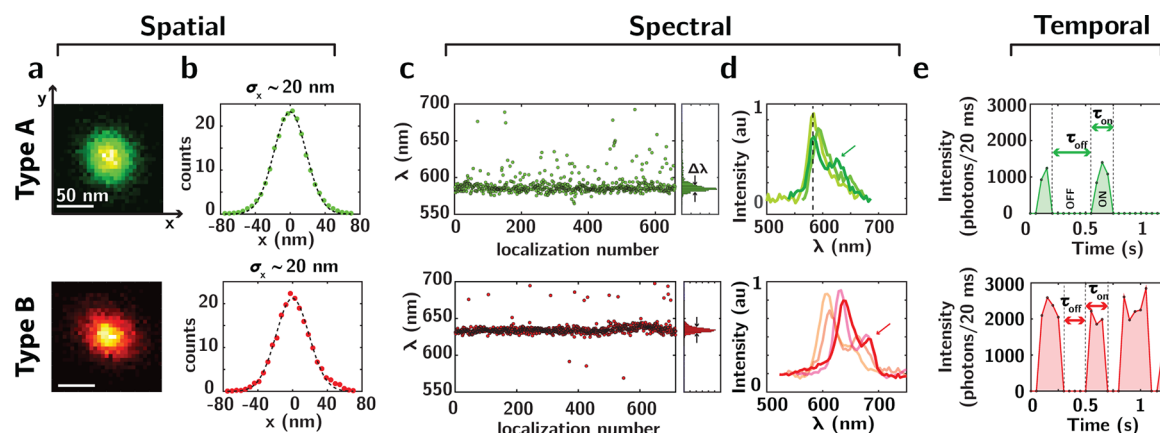 Spatial
Spectral
Temporal
a
b
c
d
e
Type A
y
x
50 nm
σx ~ 20 nm
counts
20
10
0
-80 -40 0 40 80
x (nm)
λ (nm)
700
650
600
550
0 200 400 600
localization number
Δλ
Intensity (au)
1
0
500 600 700
λ (nm)
Intensity
(photons/20 ms)
3000
2000
1000
0
τoff
τon
OFF
ON
0 0.5 1
Time (s)
Type B
σx ~ 20 nm
counts
20
10
0
-80 -40 0 40 80
x (nm)
λ (nm)
700
650
600
550
0 200 400 600
localization number
Intensity (au)
1
0
500 600 700
λ (nm)
Intensity
(photons/20 ms)
3000
2000
1000
0
τoff
τon
0 0.5 1
Time (s)